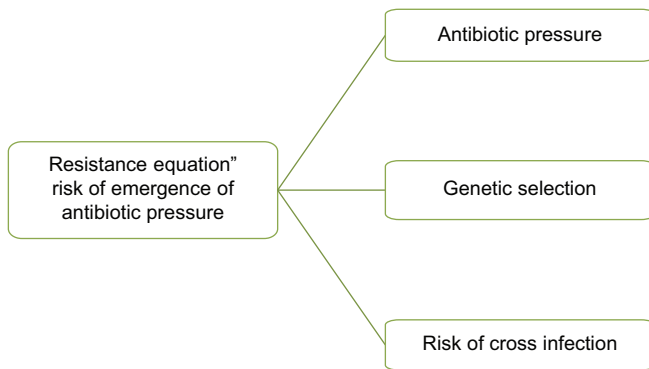 Antibiotic pressure
Resistance equation”
risk of emergence of
antibiotic pressure
Genetic selection
Risk of cross infection